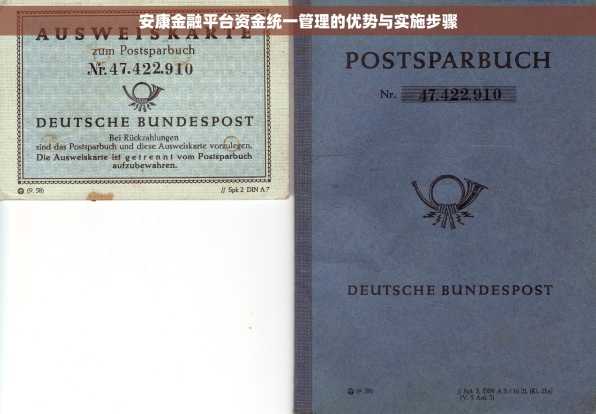 安康金融平台资金统一管理的优势与实施步骤
AUSWEISKARTE
zum Postsparbuch
Nr. 47.422.910
DEUTSCHE BUNDESPOST
Bei Rückzahlungen
sind das Postsparbuch und diese Ausweiskarte vorzulegen.
Die Ausweiskarte ist getrennt vom Postsparbuch
aufzubewahren.
(9. 58)
// Spk 2 DIN A 7
POSTSPARBUCH
Nr. 47.422.910
DEUTSCHE BUNDESPOST